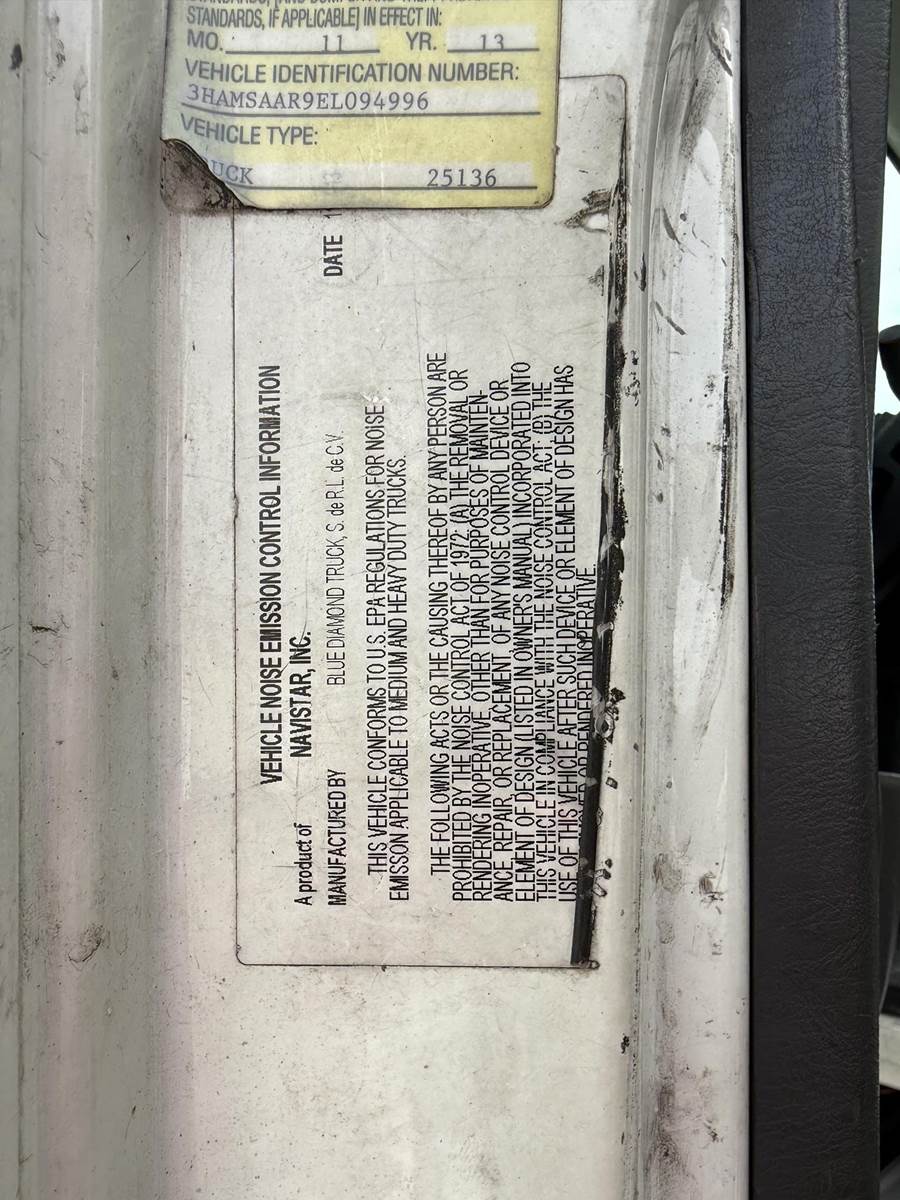 STANDARDS, IF APPLICABLE] IN EFFECT IN:
MO. 11 YR. 13
VEHICLE IDENTIFICATION NUMBER:
3HAMSAAR9EL094996
VEHICLE TYPE:
UCK 25136
VEHICLE NOISE EMISSION CONTROL INFORMATION
A product of NAVISTAR, INC.
MANUFACTURED BY BLUE DIAMOND TRUCK, S. de R.L. de C.V. DATE 1
THIS VEHICLE CONFORMS TO U.S. EPA REGULATIONS FOR NOISE
EMISSON APPLICABLE TO MEDIUM AND HEAVY DUTY TRUCKS.
THE FOLLOWING ACTS OR THE CAUSING THEREOF BY ANY PERSON ARE
PROHIBITED BY THE NOISE CONTROL ACT OF 1972 (A) THE REMOVAL OR
RENDERING INOPERATIVE, OTHER THAN FOR PURPOSES OF MAINTEN-
ANCE, REPAIR, OR REPLACEMENT, OF ANY NOISE CONTROL DEVICE OR
ELEMENT OF DESIGN (LISTED IN OWNER'S MANUAL) INCORPORATED INTO
THIS VEHICLE IN COMPLIANCE WITH THE NOISE CONTROL ACT, (B) THE
USE OF THIS VEHICLE AFTER SUCH DEVICE OR ELEMENT OF DESIGN HAS
OR RENDERED INOPERATIVE.